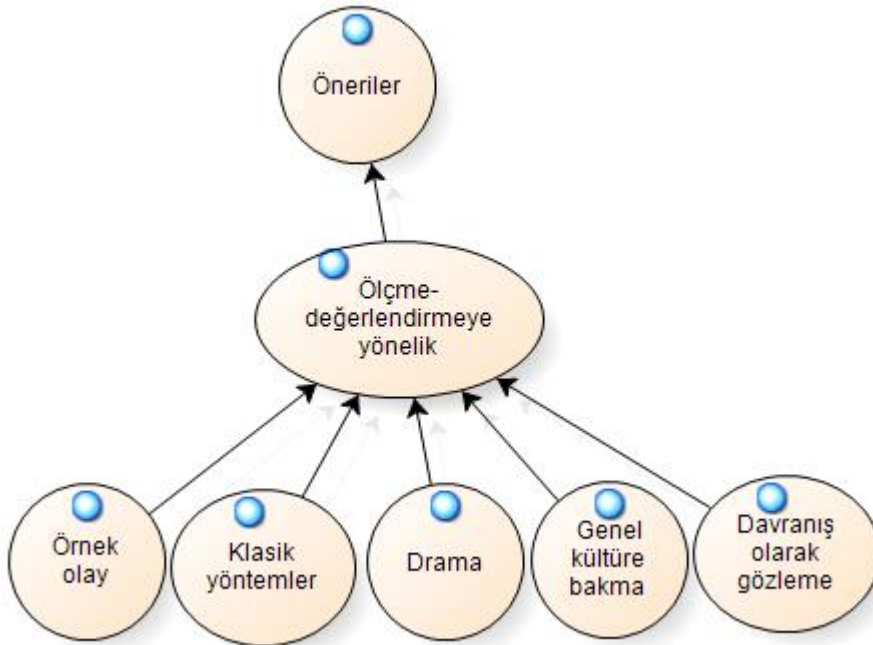 Öneriler
Ölçme-
değerlendirmeye
yönelik
Örnek
olay
Klasik
yöntemler
Drama
Genel
kültüre
bakma
Davranış
olarak
gözleme